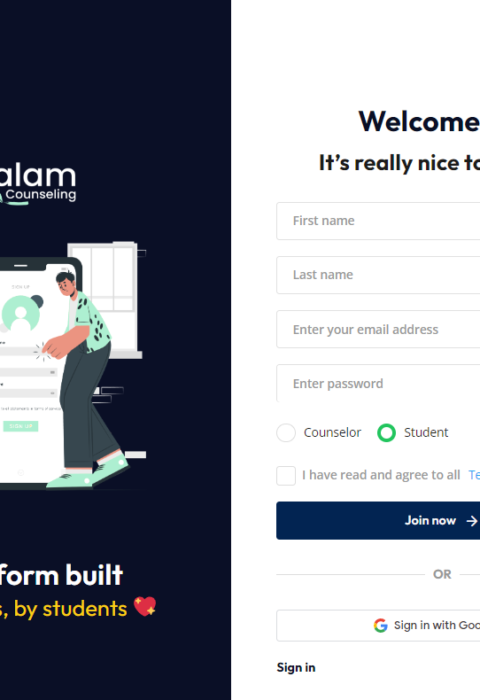 alam
Counseling
SIGN UP
SIGN UP
form built
s, by students
Welcome
It's really nice to
First name
Last name
Enter your email address
Enter password
Counselor
Student
I have read and agree to all Te
Join now
OR
Sign in with Goo
Sign in